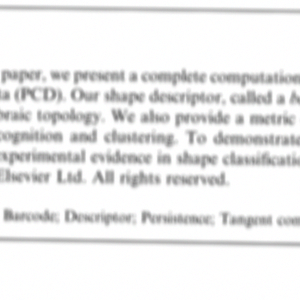 paper, we present a complete computation
ta (PCD). Our shape descriptor, called a
braic topology. We also provide a metric
cognition and clustering. To demonstrate
experimental evidence in shape classificatio
Elsevier Ltd. All rights reserved.
Barcode; Descriptor; Persistence; Tangent com